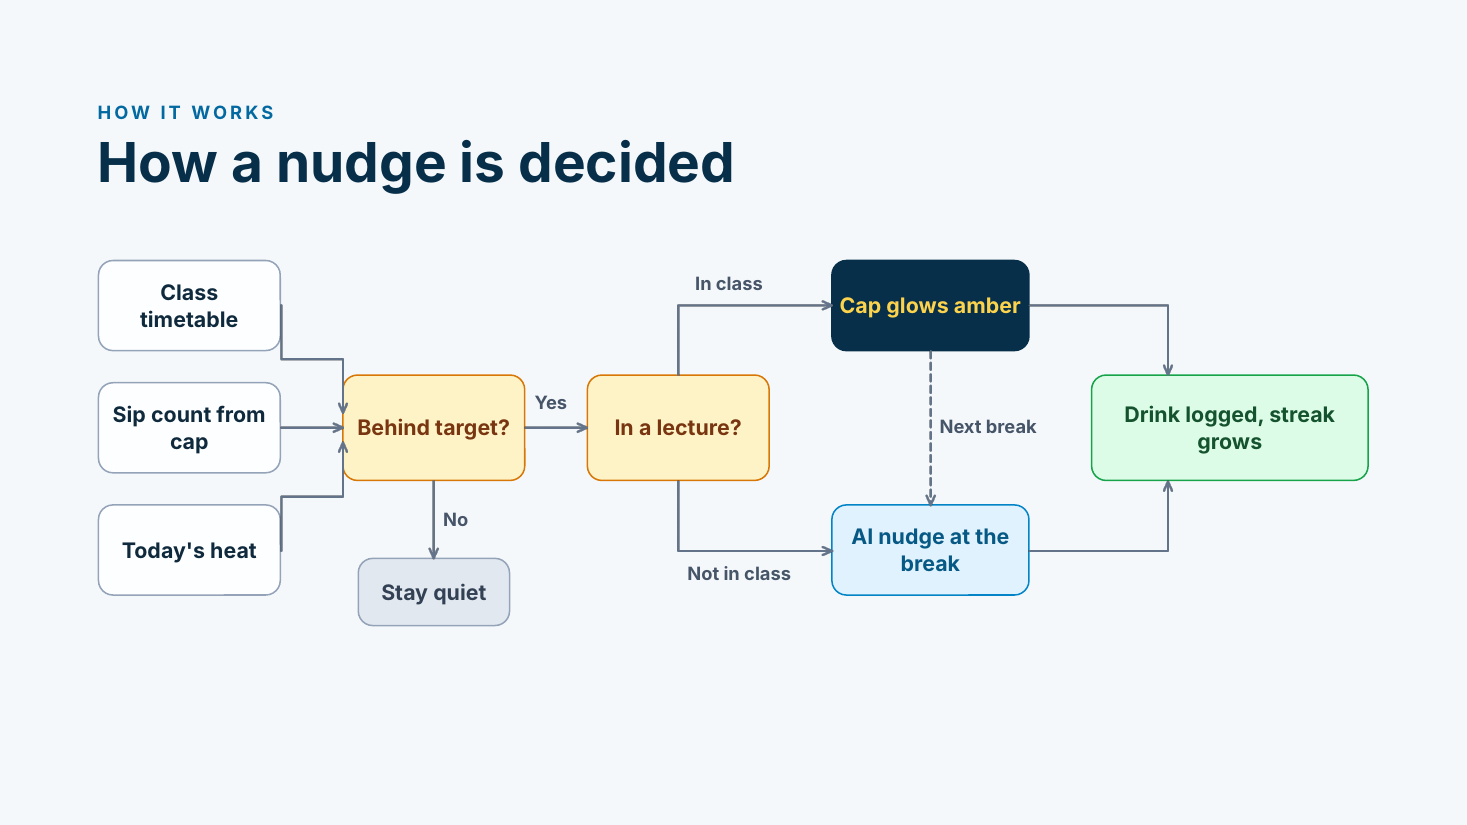 HOW IT WORKS
How a nudge is decided
Class
timetable
Sip count from
cap
Today's heat
Behind target?
Yes
No
Stay quiet
In a lecture?
In class
Not in class
Cap glows amber
Next break
AI nudge at the
break
Drink logged, streak
grows